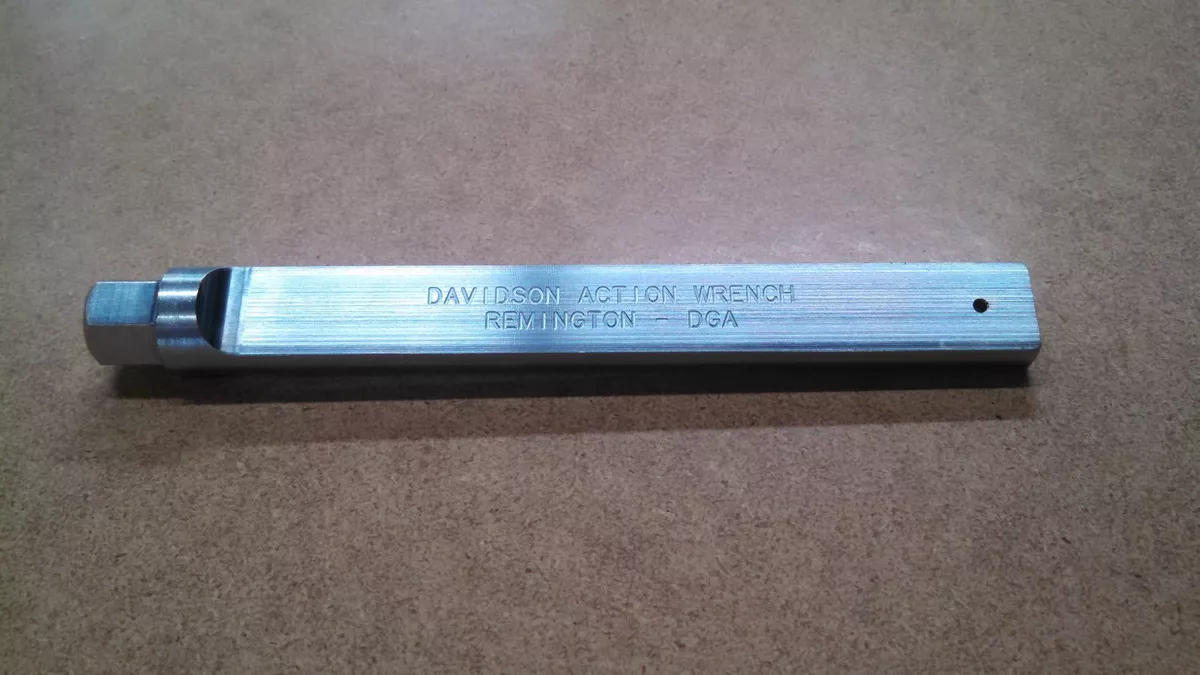 DAVIDSON ACTION WRENCH
REMINGTON - DGA